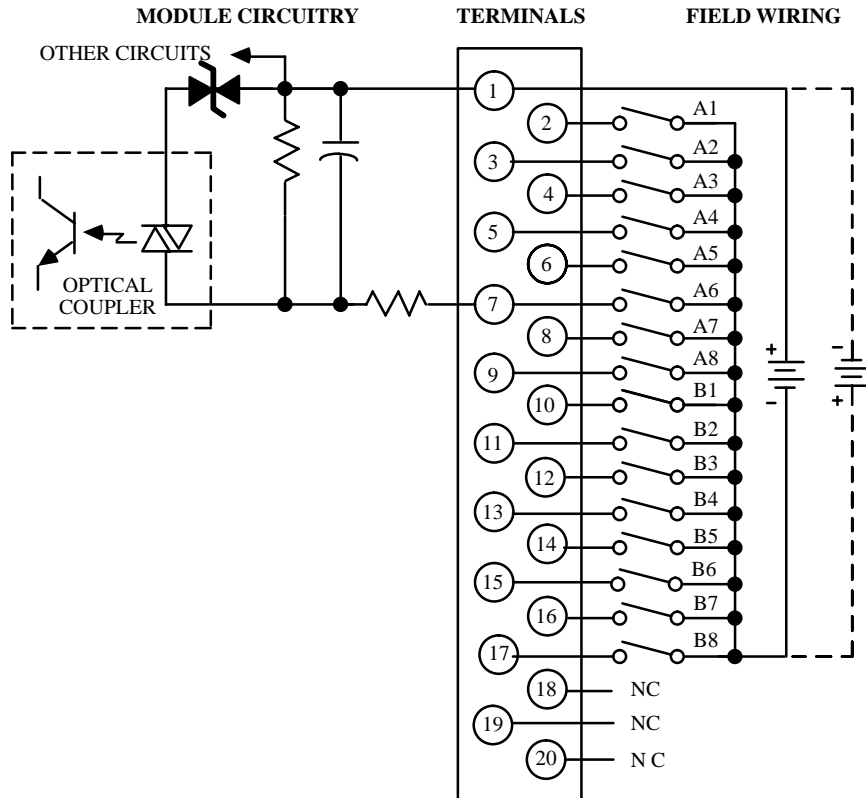 MODULE CIRCUITRY TERMINALS FIELD WIRING
OTHER CIRCUITS
OPTICAL
COUPLER
1
2 A1
3 A2
4 A3
5 A4
6 A5
7 A6
8 A7
9 A8
10 B1
11 B2
12 B3
13 B4
14 B5
15 B6
16 B7
17 B8
18 NC
19 NC
20 N C
+ -
- +